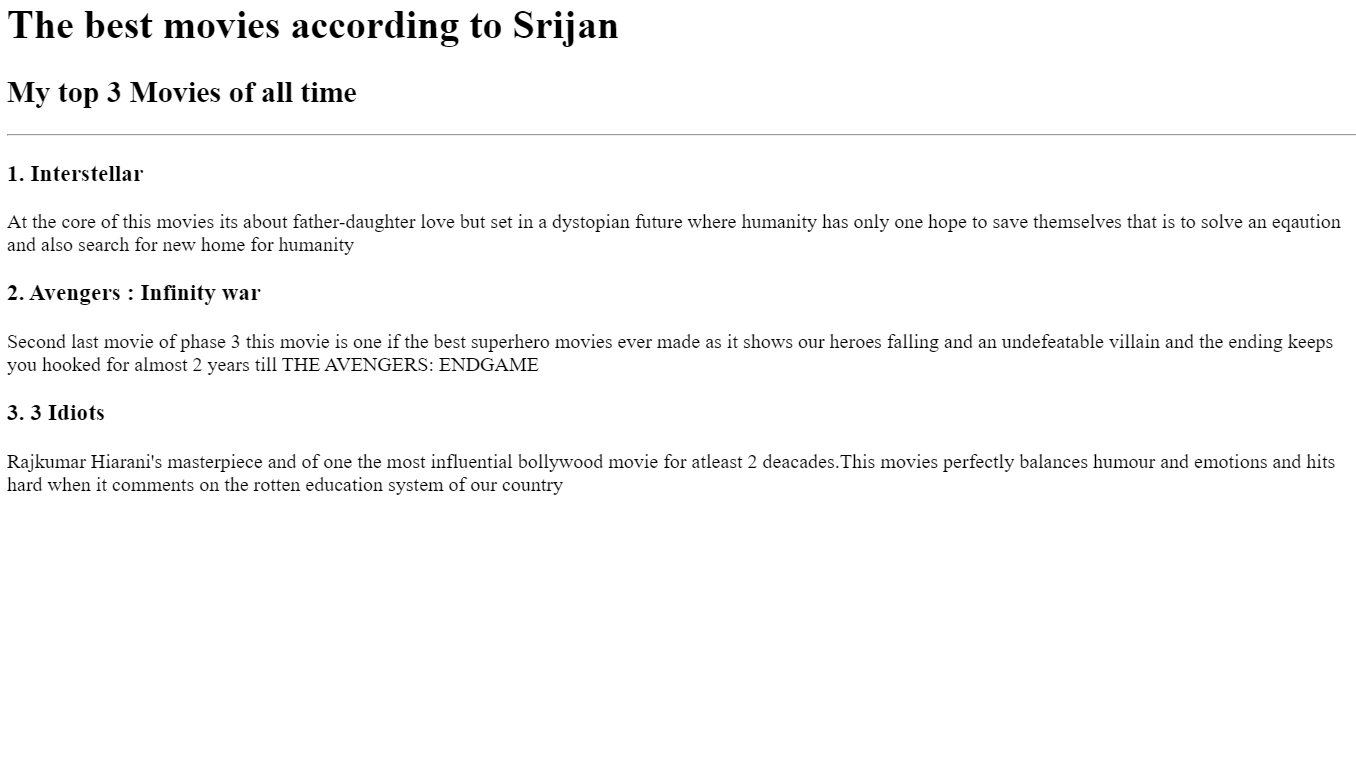 The best movies according to Srijan
My top 3 Movies of all time
1. Interstellar
At the core of this movies its about father-daughter love but set in a dystopian future where humanity has only one hope to save themselves that is to solve an eqaution
and also search for new home for humanity
2. Avengers : Infinity war
Second last movie of phase 3 this movie is one if the best superhero movies ever made as it shows our heroes falling and an undefeatable villain and the ending keeps
you hooked for almost 2 years till THE AVENGERS: ENDGAME
3. 3 Idiots
Rajkumar Hiarani's masterpiece and of one the most influential bollywood movie for atleast 2 deacades.This movies perfectly balances humour and emotions and hits
hard when it comments on the rotten education system of our country